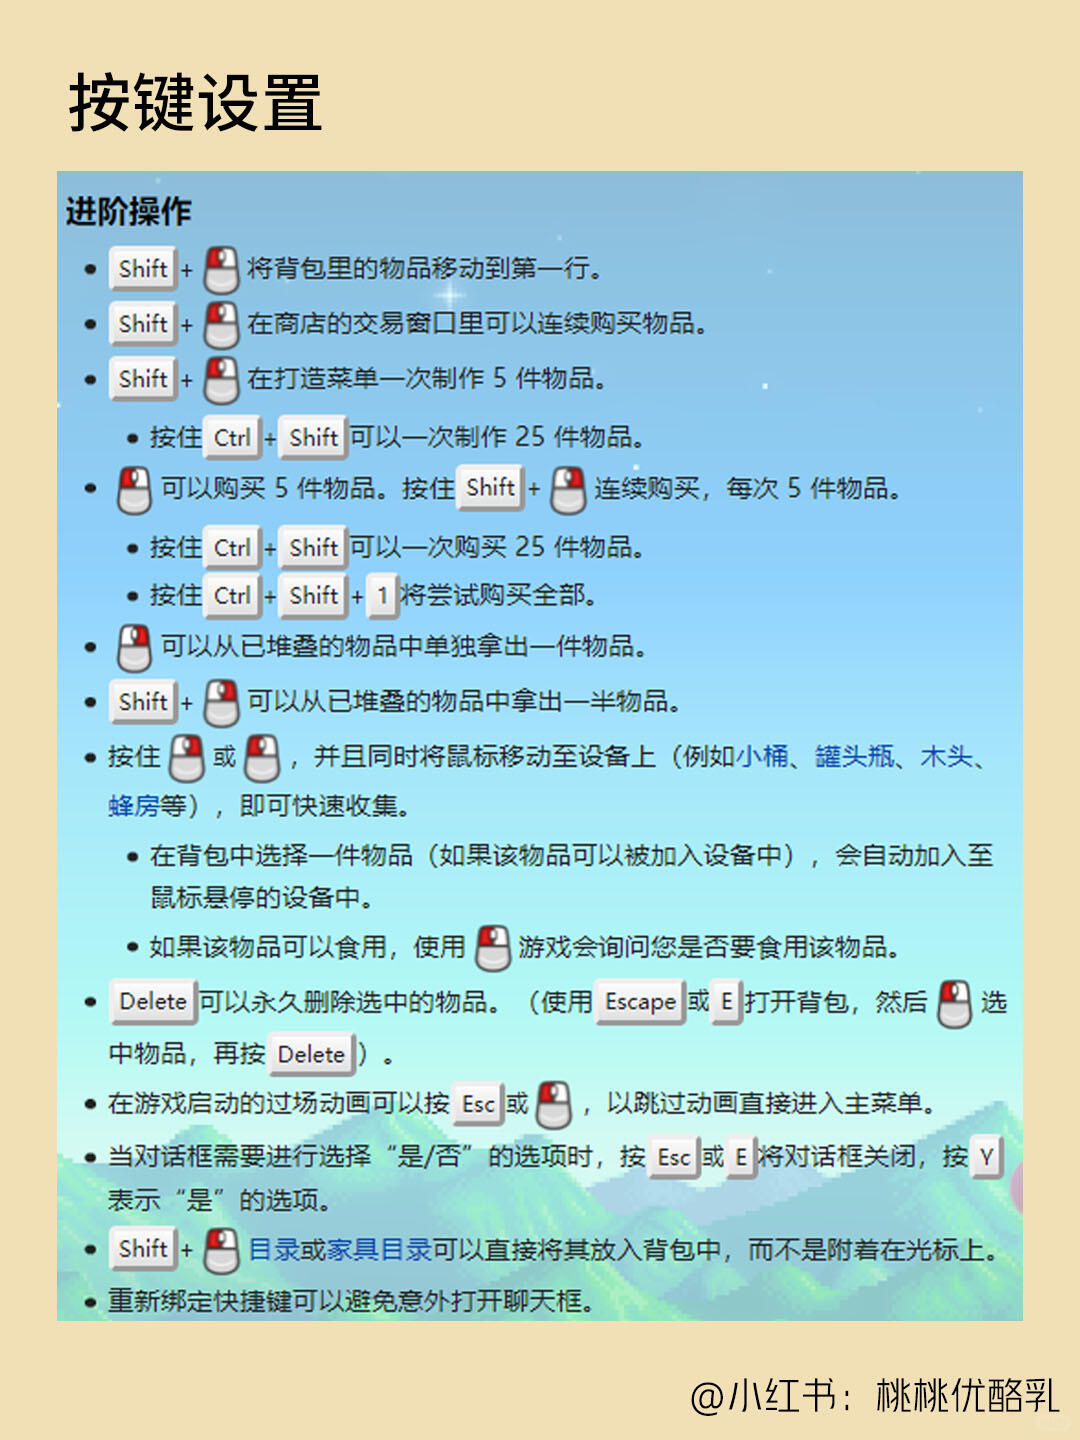 按键设置
进阶操作
Shift + 将背包里的物品移动到第一行。
Shift + 在商店的交易窗口里可以连续购买物品。
Shift + 在打造菜单一次制作 5 件物品。
按住 Ctrl + Shift 可以一次制作 25 件物品。
可以购买 5 件物品。按住 Shift + 连续购买，每次 5 件物品。
按住 Ctrl + Shift 可以一次购买 25 件物品。
按住 Ctrl + Shift + 1 将尝试购买全部。
可以从已堆叠的物品中单独拿出一件物品。
Shift + 可以从已堆叠的物品中拿出一半物品。
按住 或 ，并且同时将鼠标移动至设备上（例如小桶、罐头瓶、木头、
蜂房等），即可快速收集。
在背包中选择一件物品（如果该物品可以被加入设备中），会自动加入至
鼠标悬停的设备中。
如果该物品可以食用，使用 游戏会询问您是否要食用该物品。
Delete 可以永久删除选中的物品。（使用 Escape 或 E 打开背包，然后 选
中物品，再按 Delete ）。
在游戏启动的过场动画可以按 Esc 或 ，以跳过动画直接进入主菜单。
当对话框需要进行选择“是/否”的选项时，按 Esc 或 E 将对话框关闭，按 Y
表示“是”的选项。
Shift + 目录或家具目录可以直接将其放入背包中，而不是附着在光标上。
重新绑定快捷键可以避免意外打开聊天框。
@小红书：桃桃优酪乳